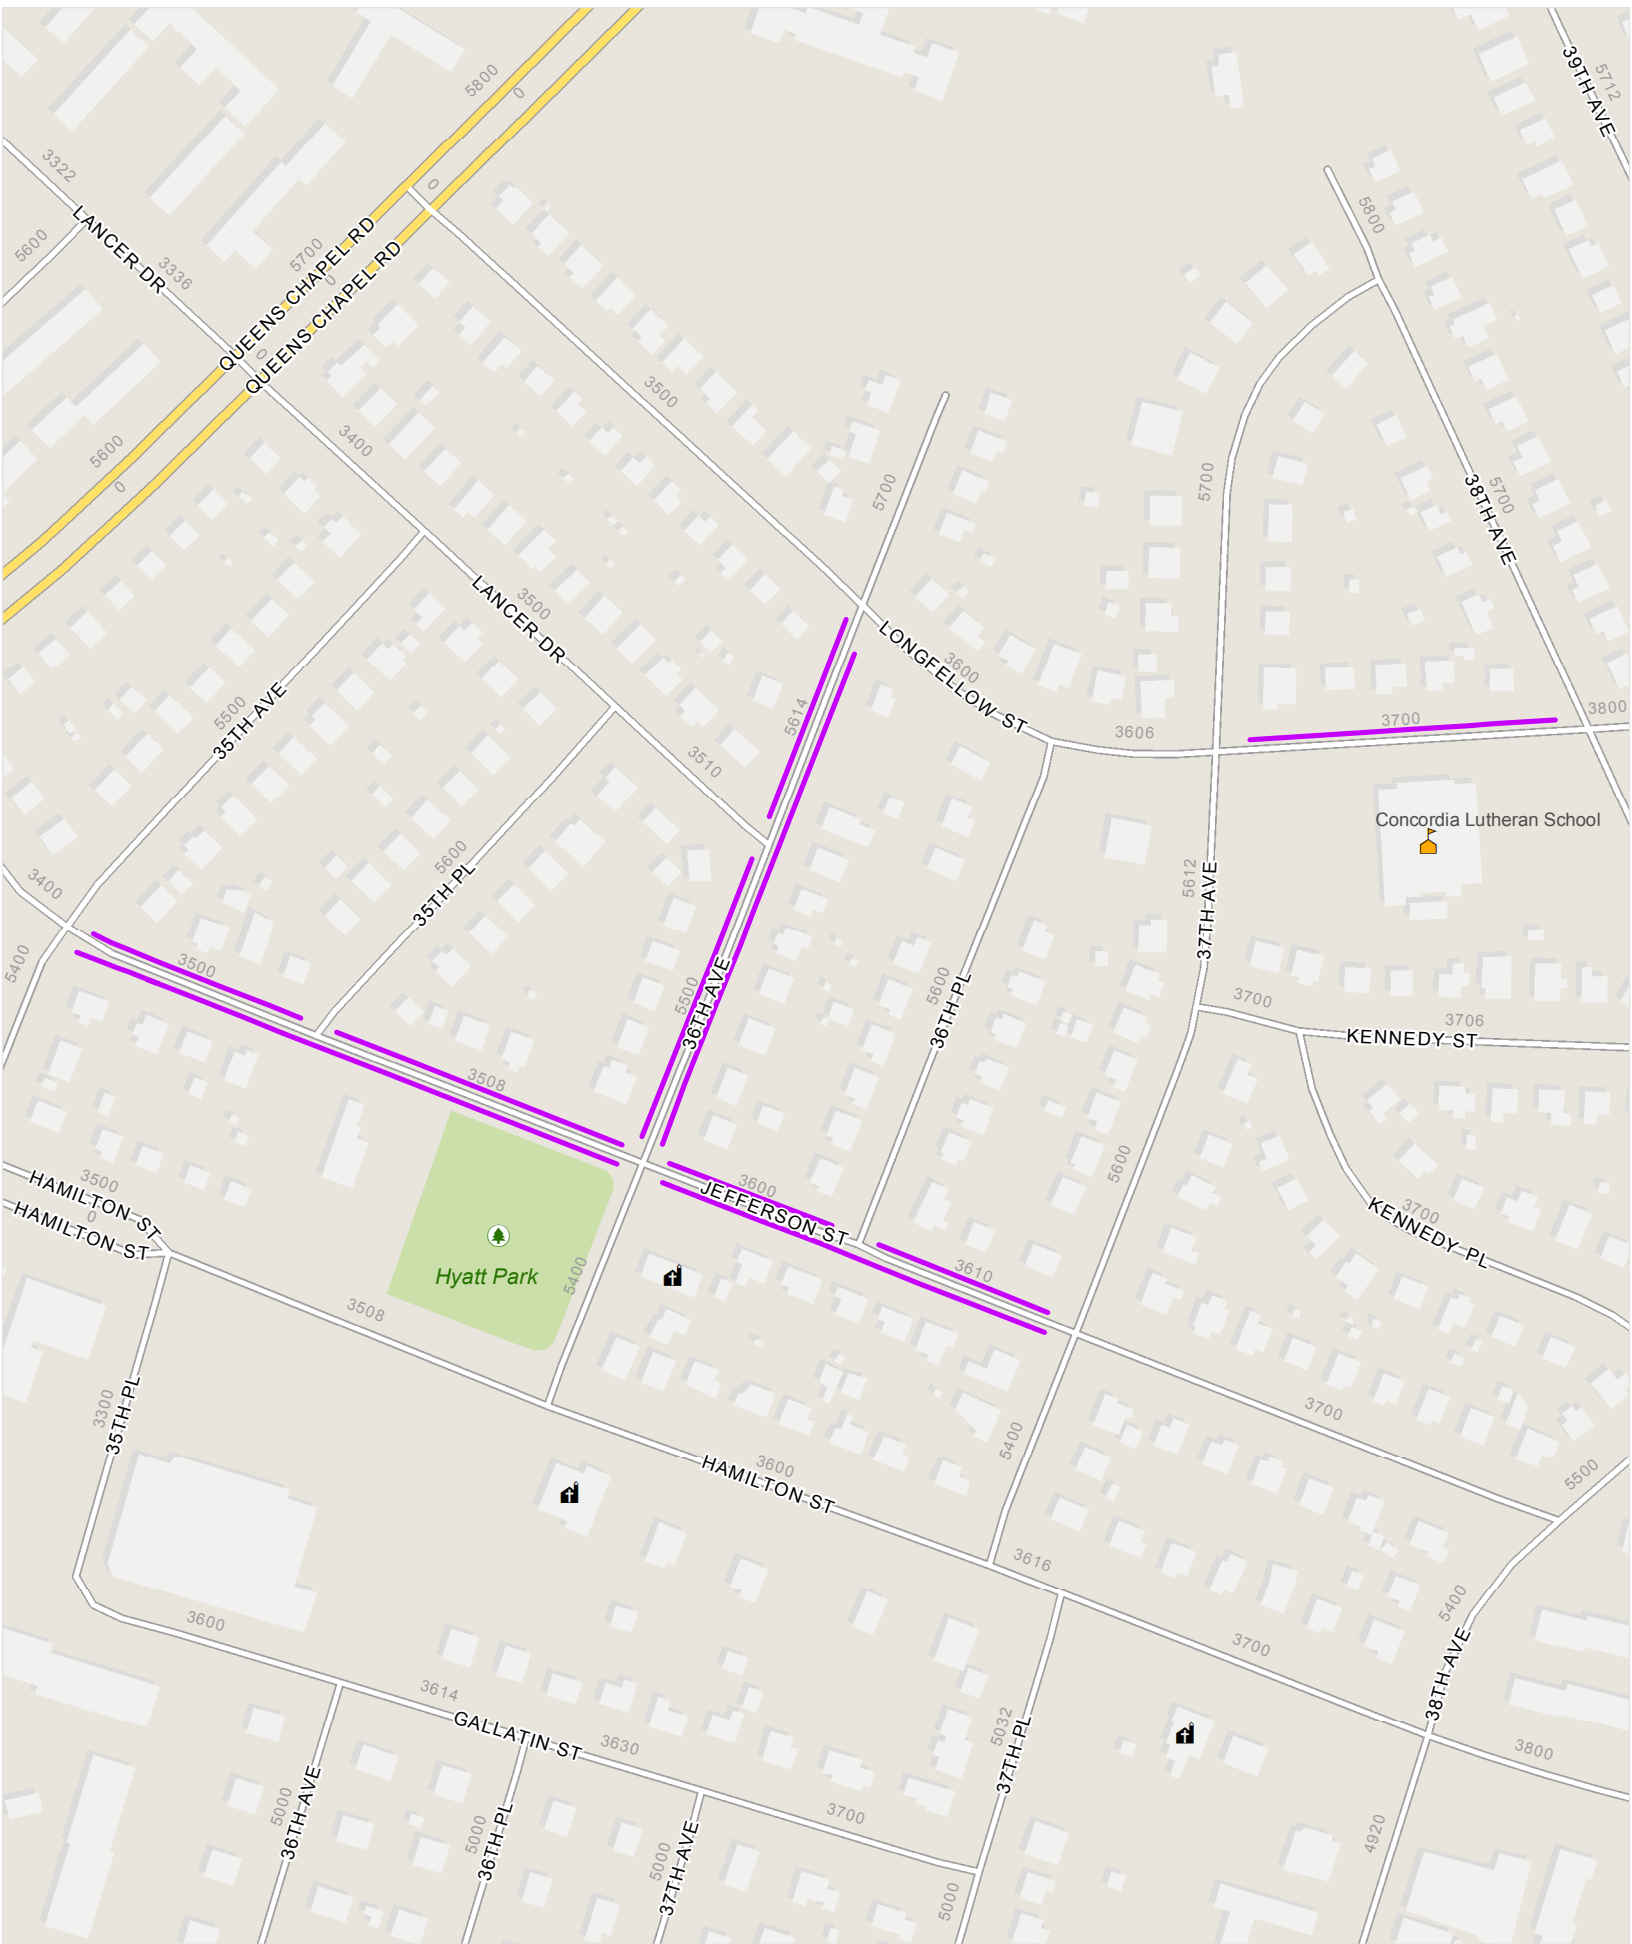 5800
0
39TH AVE
5712
3322
LANCER DR
5600
3336
5700
0
0
QUEENS CHAPEL RD
QUEENS CHAPEL RD
0
5800
3500
3400
5600
0
5700
5700
38TH AVE
5700
LANCER DR
3500
35TH AVE
5500
LONGFELLOW ST
3600
3606
3700
3800
5614
3510
Concordia Lutheran School
35TH PL
5600
3400
5400
3500
5612
37TH AVE
36TH AVE
5500
36TH PL
5600
3700
3706
KENNEDY ST
3508
5600
HAMILTON ST
3500
0
HAMILTON ST
JEFFERSON ST
3600
KENNEDY PL
3700
Hyatt Park
5400
3610
3508
35TH PL
3300
5400
3700
HAMILTON ST
3600
5500
3616
5400
3600
3700
38TH AVE
3614
GALLATIN ST
3630
5032
37TH PL
3800
36TH AVE
5000
36TH PL
5000
37TH AVE
5000
3700
4920
5000